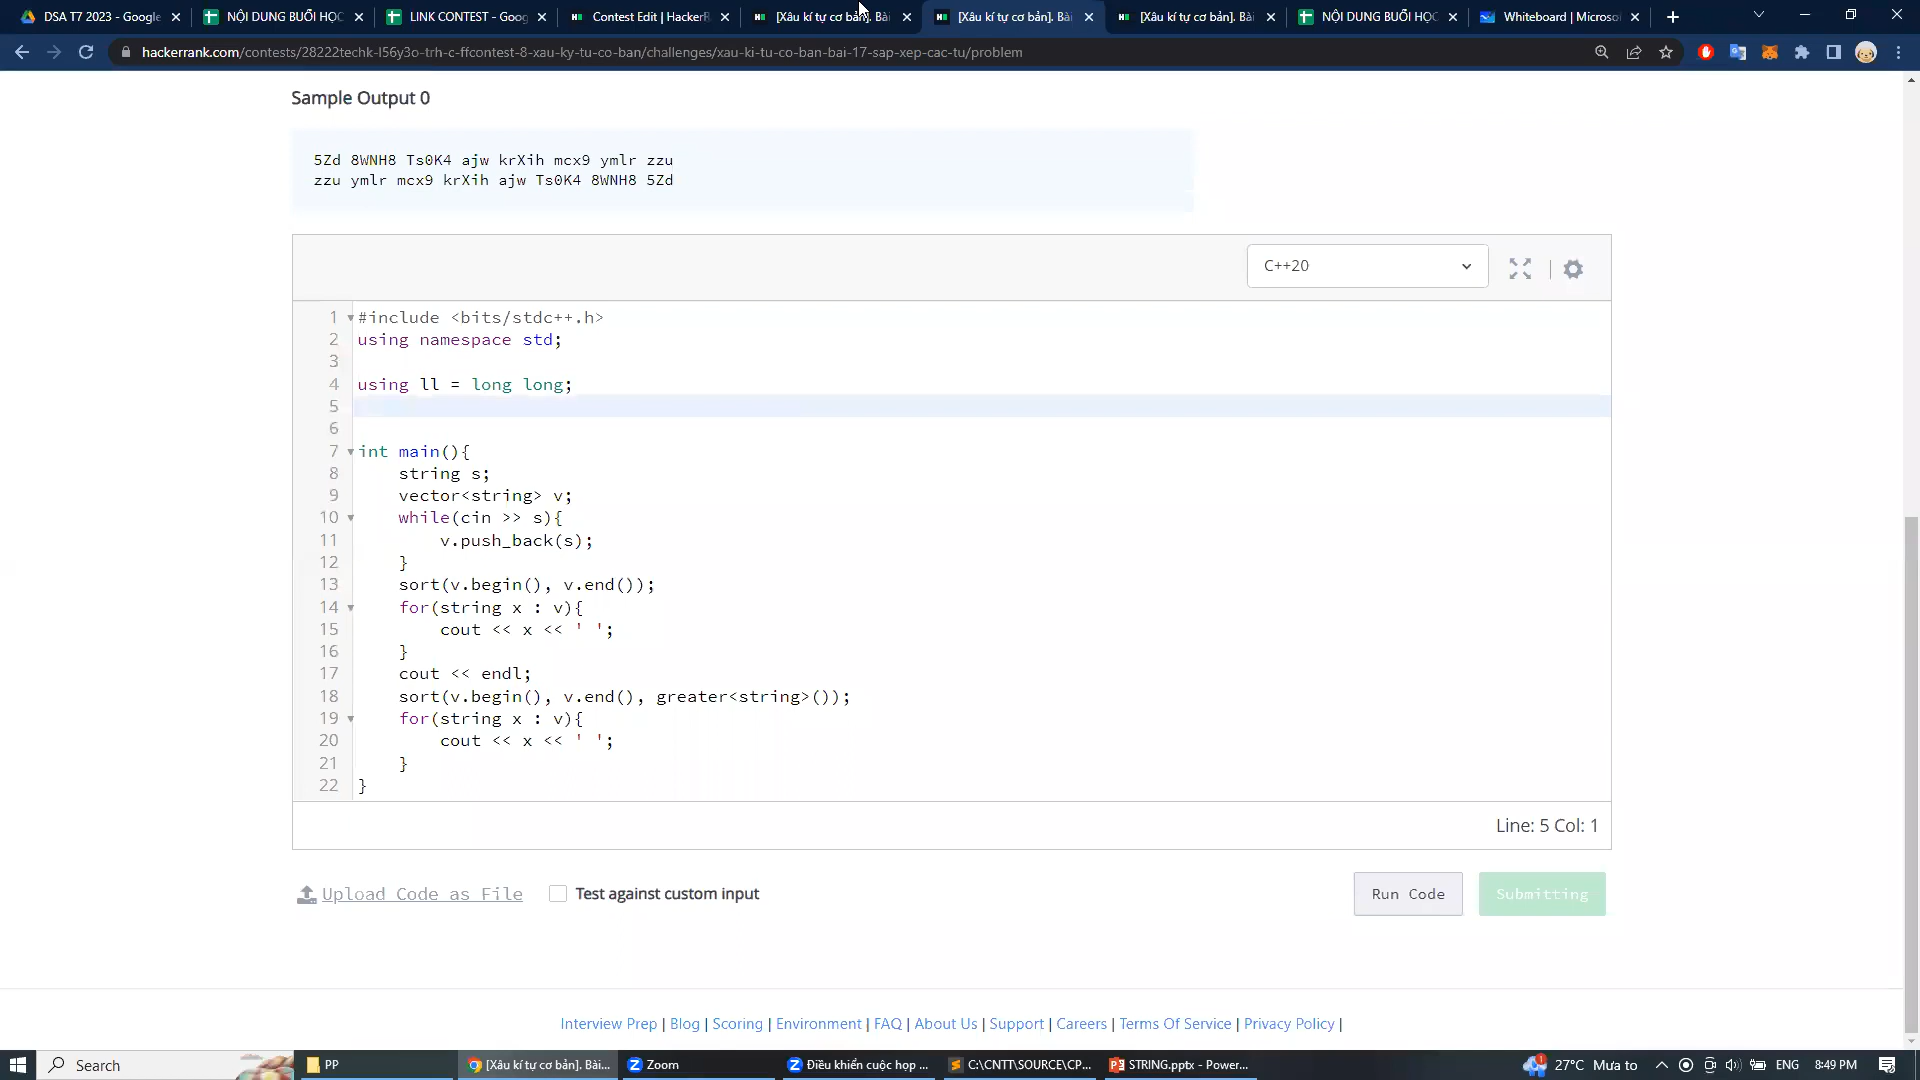 DSA T7 2023 - Google
NỘI DUNG BUỔI HỌC
LINK CONTEST - Goog
Contest Edit | HackerR
[Xâu kí tự cơ bản]. Bài
[Xâu kí tự cơ bản]. Bài
[Xâu kí tự cơ bản]. Bài
NỘI DUNG BUỔI HỌC
Whiteboard | Microso
hackerrank.com/contests/28222techk-l56y3o-trh-c-ffcontest-8-xau-ky-tu-co-ban/challenges/xau-ki-tu-co-ban-bai-17-sap-xep-cac-tu/problem
Sample Output 0
5Zd 8WNH8 Ts0K4 ajw krXih mcx9 ymlr zzu
zzu ymlr mcx9 krXih ajw Ts0K4 8WNH8 5Zd
C++20
1 #include <bits/stdc++.h>
2 using namespace std;
3
4 using ll = long long;
5
6
7 int main(){
8 string s;
9 vector<string> v;
10 while(cin >> s){
11 v.push_back(s);
12 }
13 sort(v.begin(), v.end());
14 for(string x : v){
15 cout << x << ' ';
16 }
17 cout << endl;
18 sort(v.begin(), v.end(), greater<string>());
19 for(string x : v){
20 cout << x << ' ';
21 }
22 }
Line: 5 Col: 1
Upload Code as File
Test against custom input
Run Code
Submitting
Interview Prep | Blog | Scoring | Environment | FAQ | About Us | Support | Careers | Terms Of Service | Privacy Policy |
Search
PP
[Xâu kí tự cơ bản]. Bài...
Zoom
Điều khiển cuộc họp ...
C:\CNTT\SOURCE\CP...
STRING.pptx - Power...
27°C Mưa to
ENG
8:49 PM